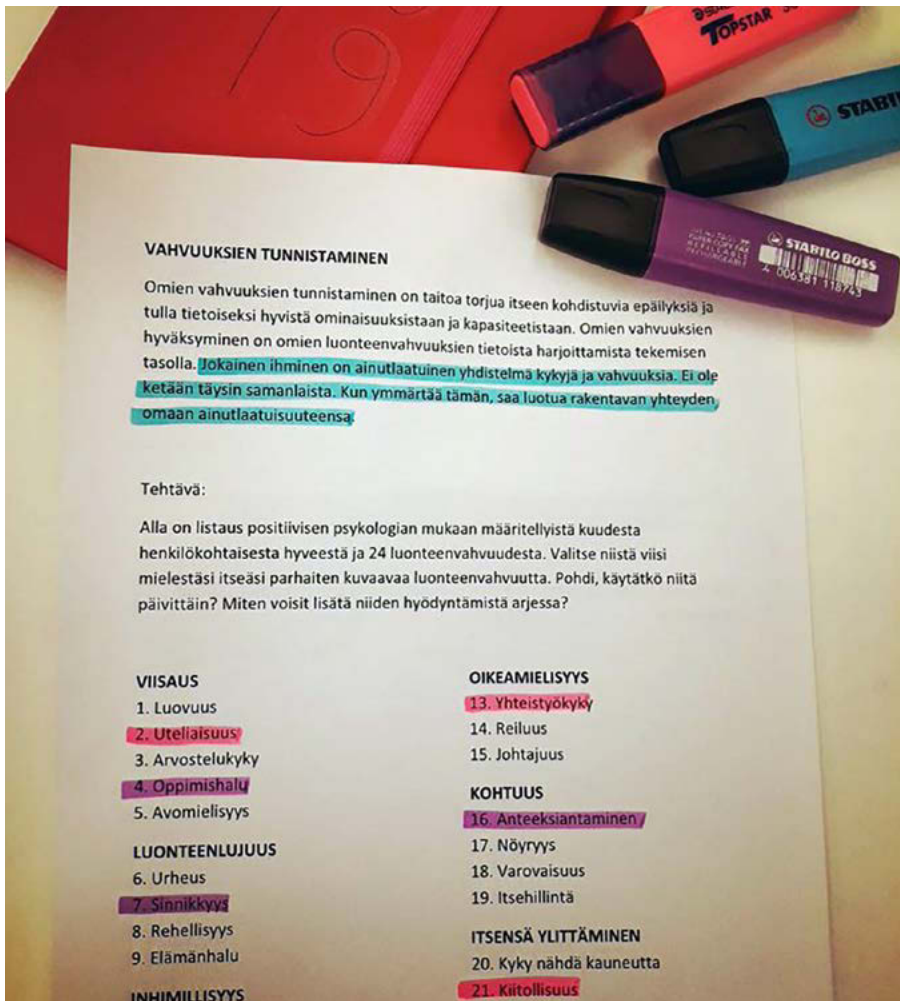 19
TOPSTAR
STABI
STABILO BOSS
4 006381 118743
VAHVUUKSIEN TUNNISTAMINEN
Omien vahvuuksien tunnistaminen on taitoa torjua itseen kohdistuvia epäilyksiä ja
tulla tietoiseksi hyvistä ominaisuuksistaan ja kapasiteetistaan. Omien vahvuuksien
hyväksyminen on omien luonteenvahvuuksien tietoista harjoittamista tekemisen
tasolla. Jokainen ihminen on ainutlaatuinen yhdistelmä kykyjä ja vahvuuksia. Ei ole
ketään täysin samanlaista. Kun ymmärtää tämän, saa luotua rakentavan yhteyden
omaan ainutlaatuisuuteensa.
Tehtävä:
Alla on listaus positiivisen psykologian mukaan määritellyistä kuudesta
henkilökohtaisesta hyveestä ja 24 luonteenvahvuudesta. Valitse niistä viisi
mielestäsi itseäsi parhaiten kuvaavaa luonteenvahvuutta. Pohdi, käytätkö niitä
päivittäin? Miten voisit lisätä niiden hyödyntämistä arjessa?
VIISAUS
1. Luovuus
2. Uteliaisuus
3. Arvostelukyky
4. Oppimishalu
5. Avomielisyys
LUONTEENLUJUUS
6. Urheus
7. Sinnikkyys
8. Rehellisyys
9. Elämänhalu
INHIMILLISYYS
OIKEAMIELISYYS
13. Yhteistyökyky
14. Reiluus
15. Johtajuus
KOHTUUS
16. Anteeksiantaminen
17. Nöyryys
18. Varovaisuus
19. Itsehillintä
ITSENSÄ YLITTÄMINEN
20. Kyky nähdä kauneutta
21. Kiitollisuus